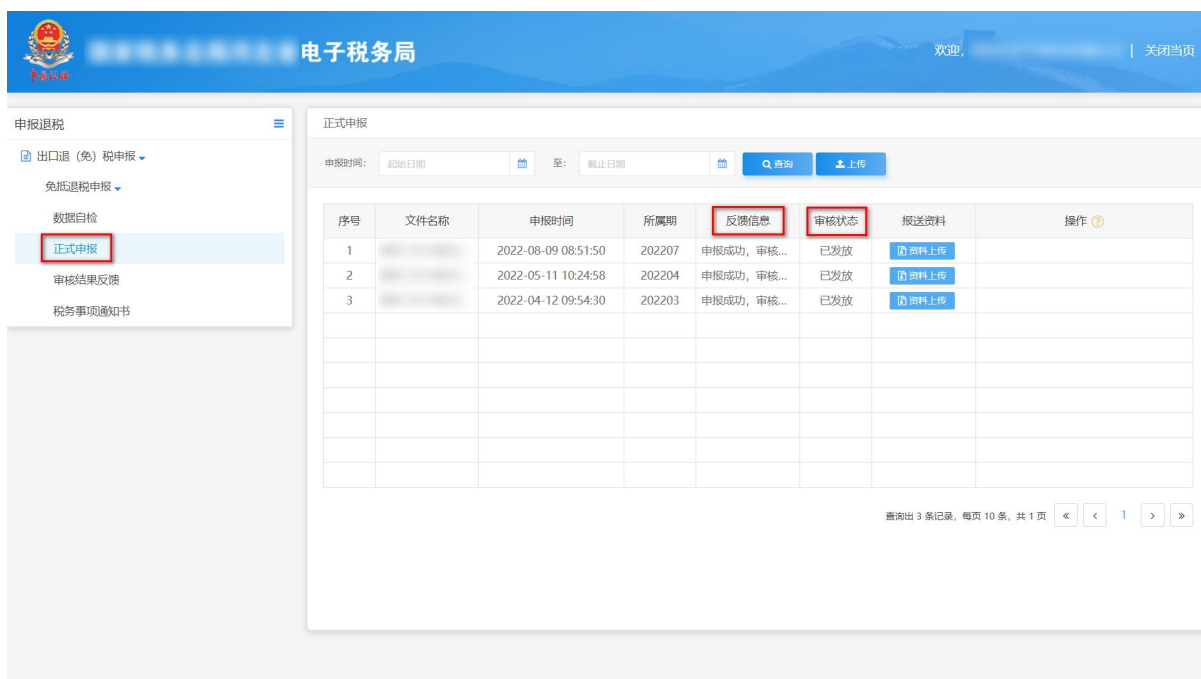 电子税务局
欢迎,
| 关闭当页
申报退税
出口退（免）税申报
免抵退税申报
数据自检
正式申报
审核结果反馈
税务事项通知书
正式申报
申报时间： 起始日期 至： 截止日期 查询 上传
序号 文件名称 申报时间 所属期 反馈信息 审核状态 报送资料 操作 ?
1 2022-08-09 08:51:50 202207 申报成功，审核... 已发放 资料上传
2 2022-05-11 10:24:58 202204 申报成功，审核... 已发放 资料上传
3 2022-04-12 09:54:30 202203 申报成功，审核... 已发放 资料上传
查询出 3 条记录, 每页 10 条, 共 1 页 « ‹ 1 › »